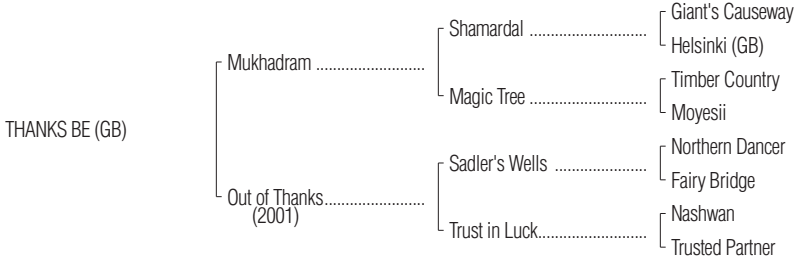 Giant's Causeway
Shamardal ..........................
Helsinki (GB)
Mukhadram ........................
Timber Country
Magic Tree ..........................
Moyesii
THANKS BE (GB)
Northern Dancer
Sadler's Wells ....................
Fairy Bridge
Out of Thanks......................
(2001)
Nashwan
Trust in Luck........................
Trusted Partner